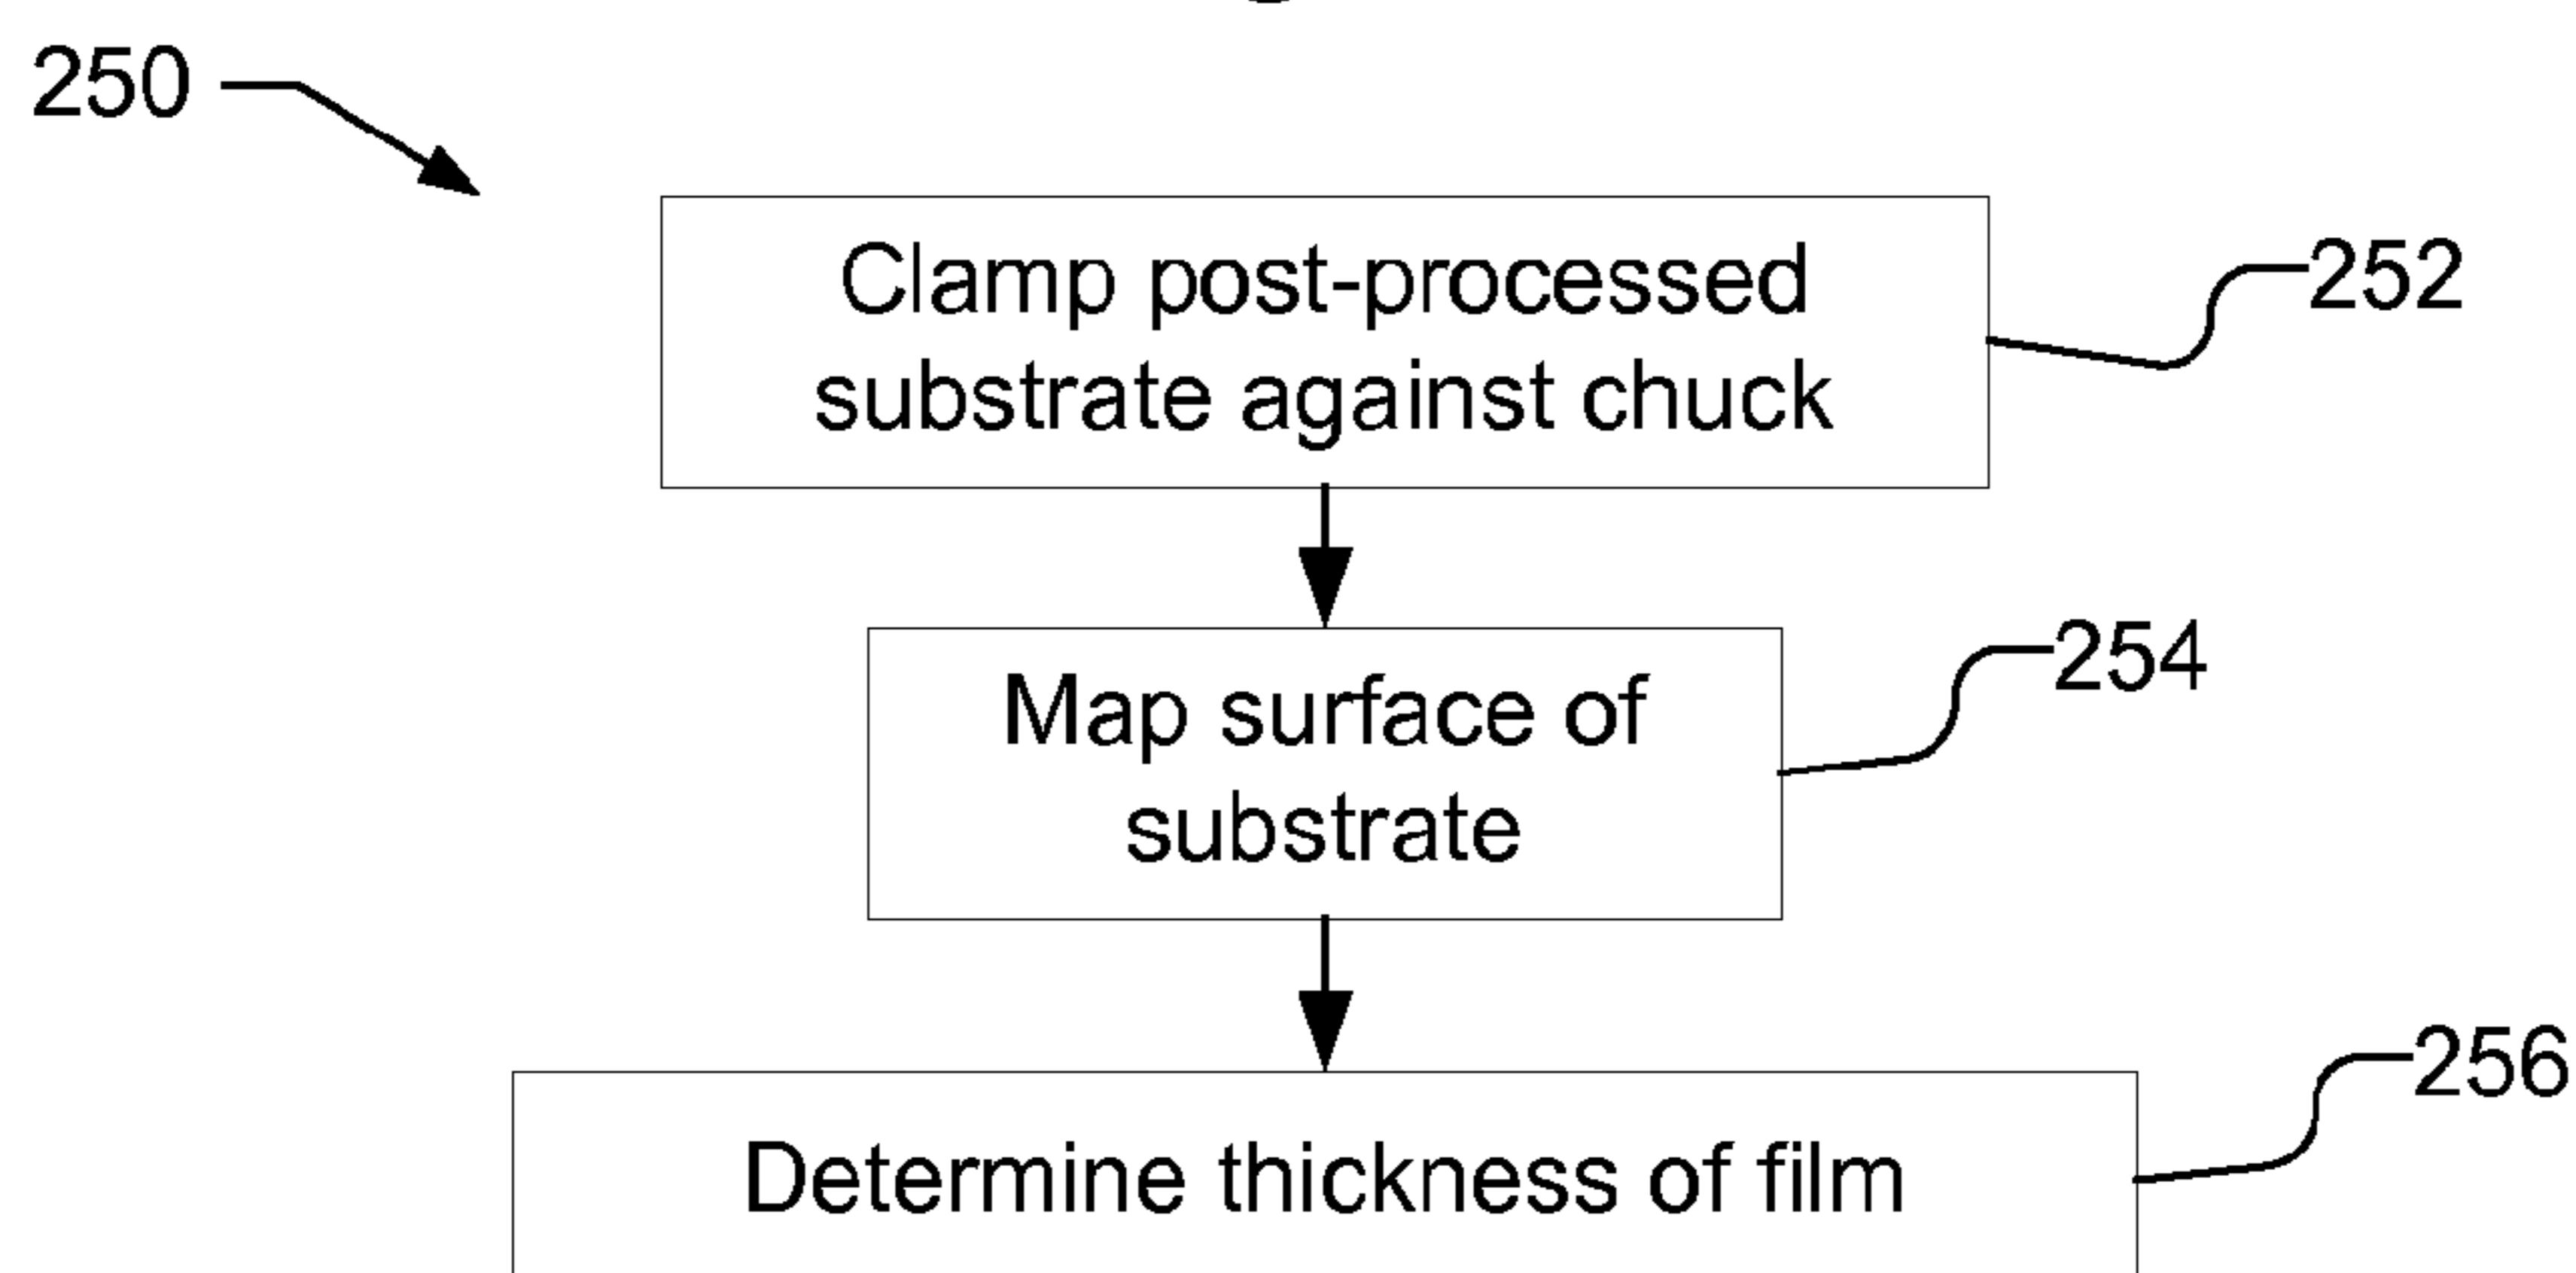 250
Clamp post-processed
substrate against chuck
252
Map surface of
substrate
254
Determine thickness of film
256